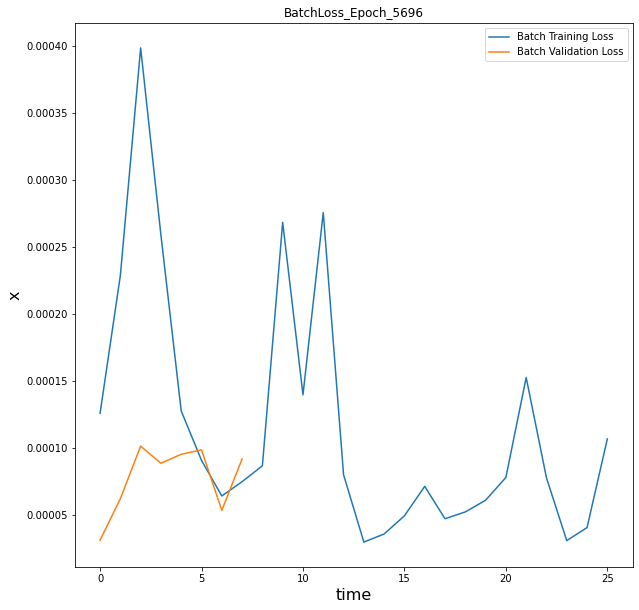 BatchLoss_Epoch_5696
Batch Training Loss
Batch Validation Loss
0.00040
0.00035
0.00030
0.00025
0.00020
0.00015
0.00010
0.00005
x
0 5 10 15 20 25
time